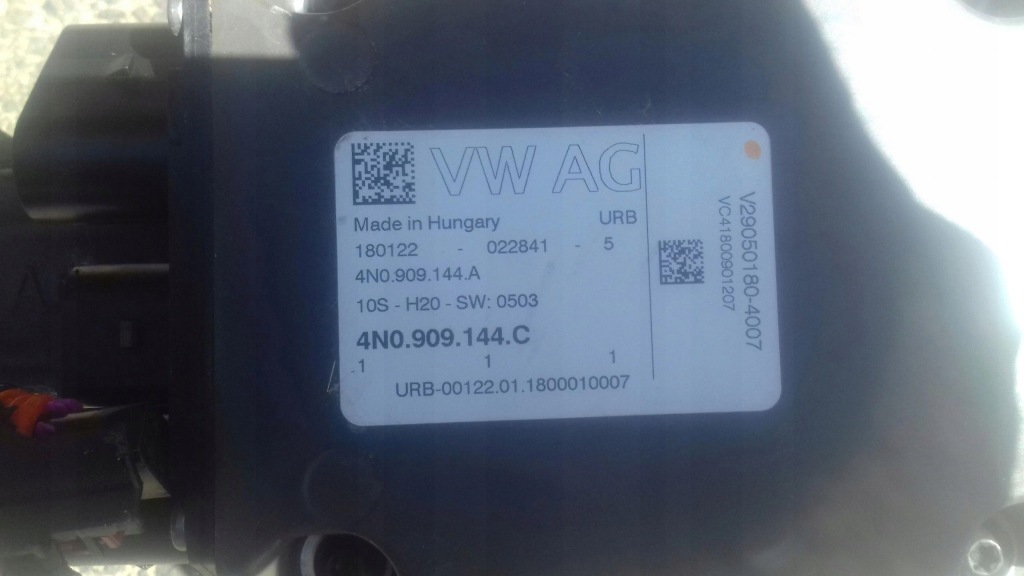 VW AG
Made in Hungary URB
180122 - 022841 - 5
4N0.909.144.A
10S - H20 - SW: 0503
4N0.909.144.C
1 1 1
URB-00122.01.1800010007
V29050180-4007
VC41800901207